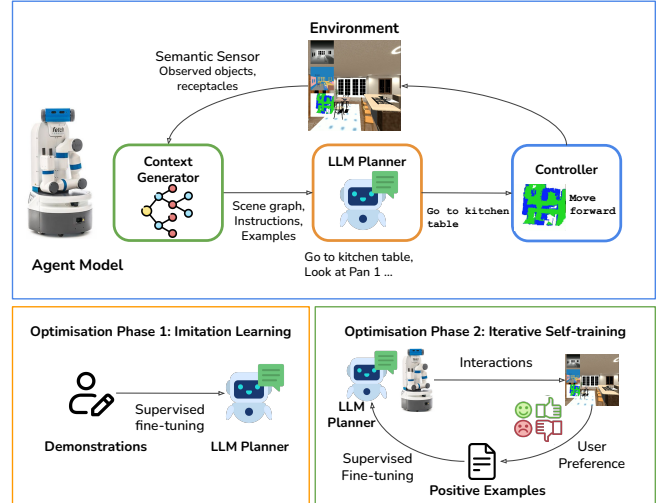 Environment
Semantic Sensor
Observed objects,
receptacles
fetch
Context
Generator
LLM Planner
Controller
Scene graph,
Instructions,
Examples
Go to kitchen
table
Move
forward
Go to kitchen table,
Look at Pan 1 ...
Agent Model
Optimisation Phase 1: Imitation Learning
Supervised
fine-tuning
Demonstrations
LLM Planner
Optimisation Phase 2: Iterative Self-training
Interactions
LLM
Planner
Supervised
Fine-tuning
User
Preference
Positive Examples